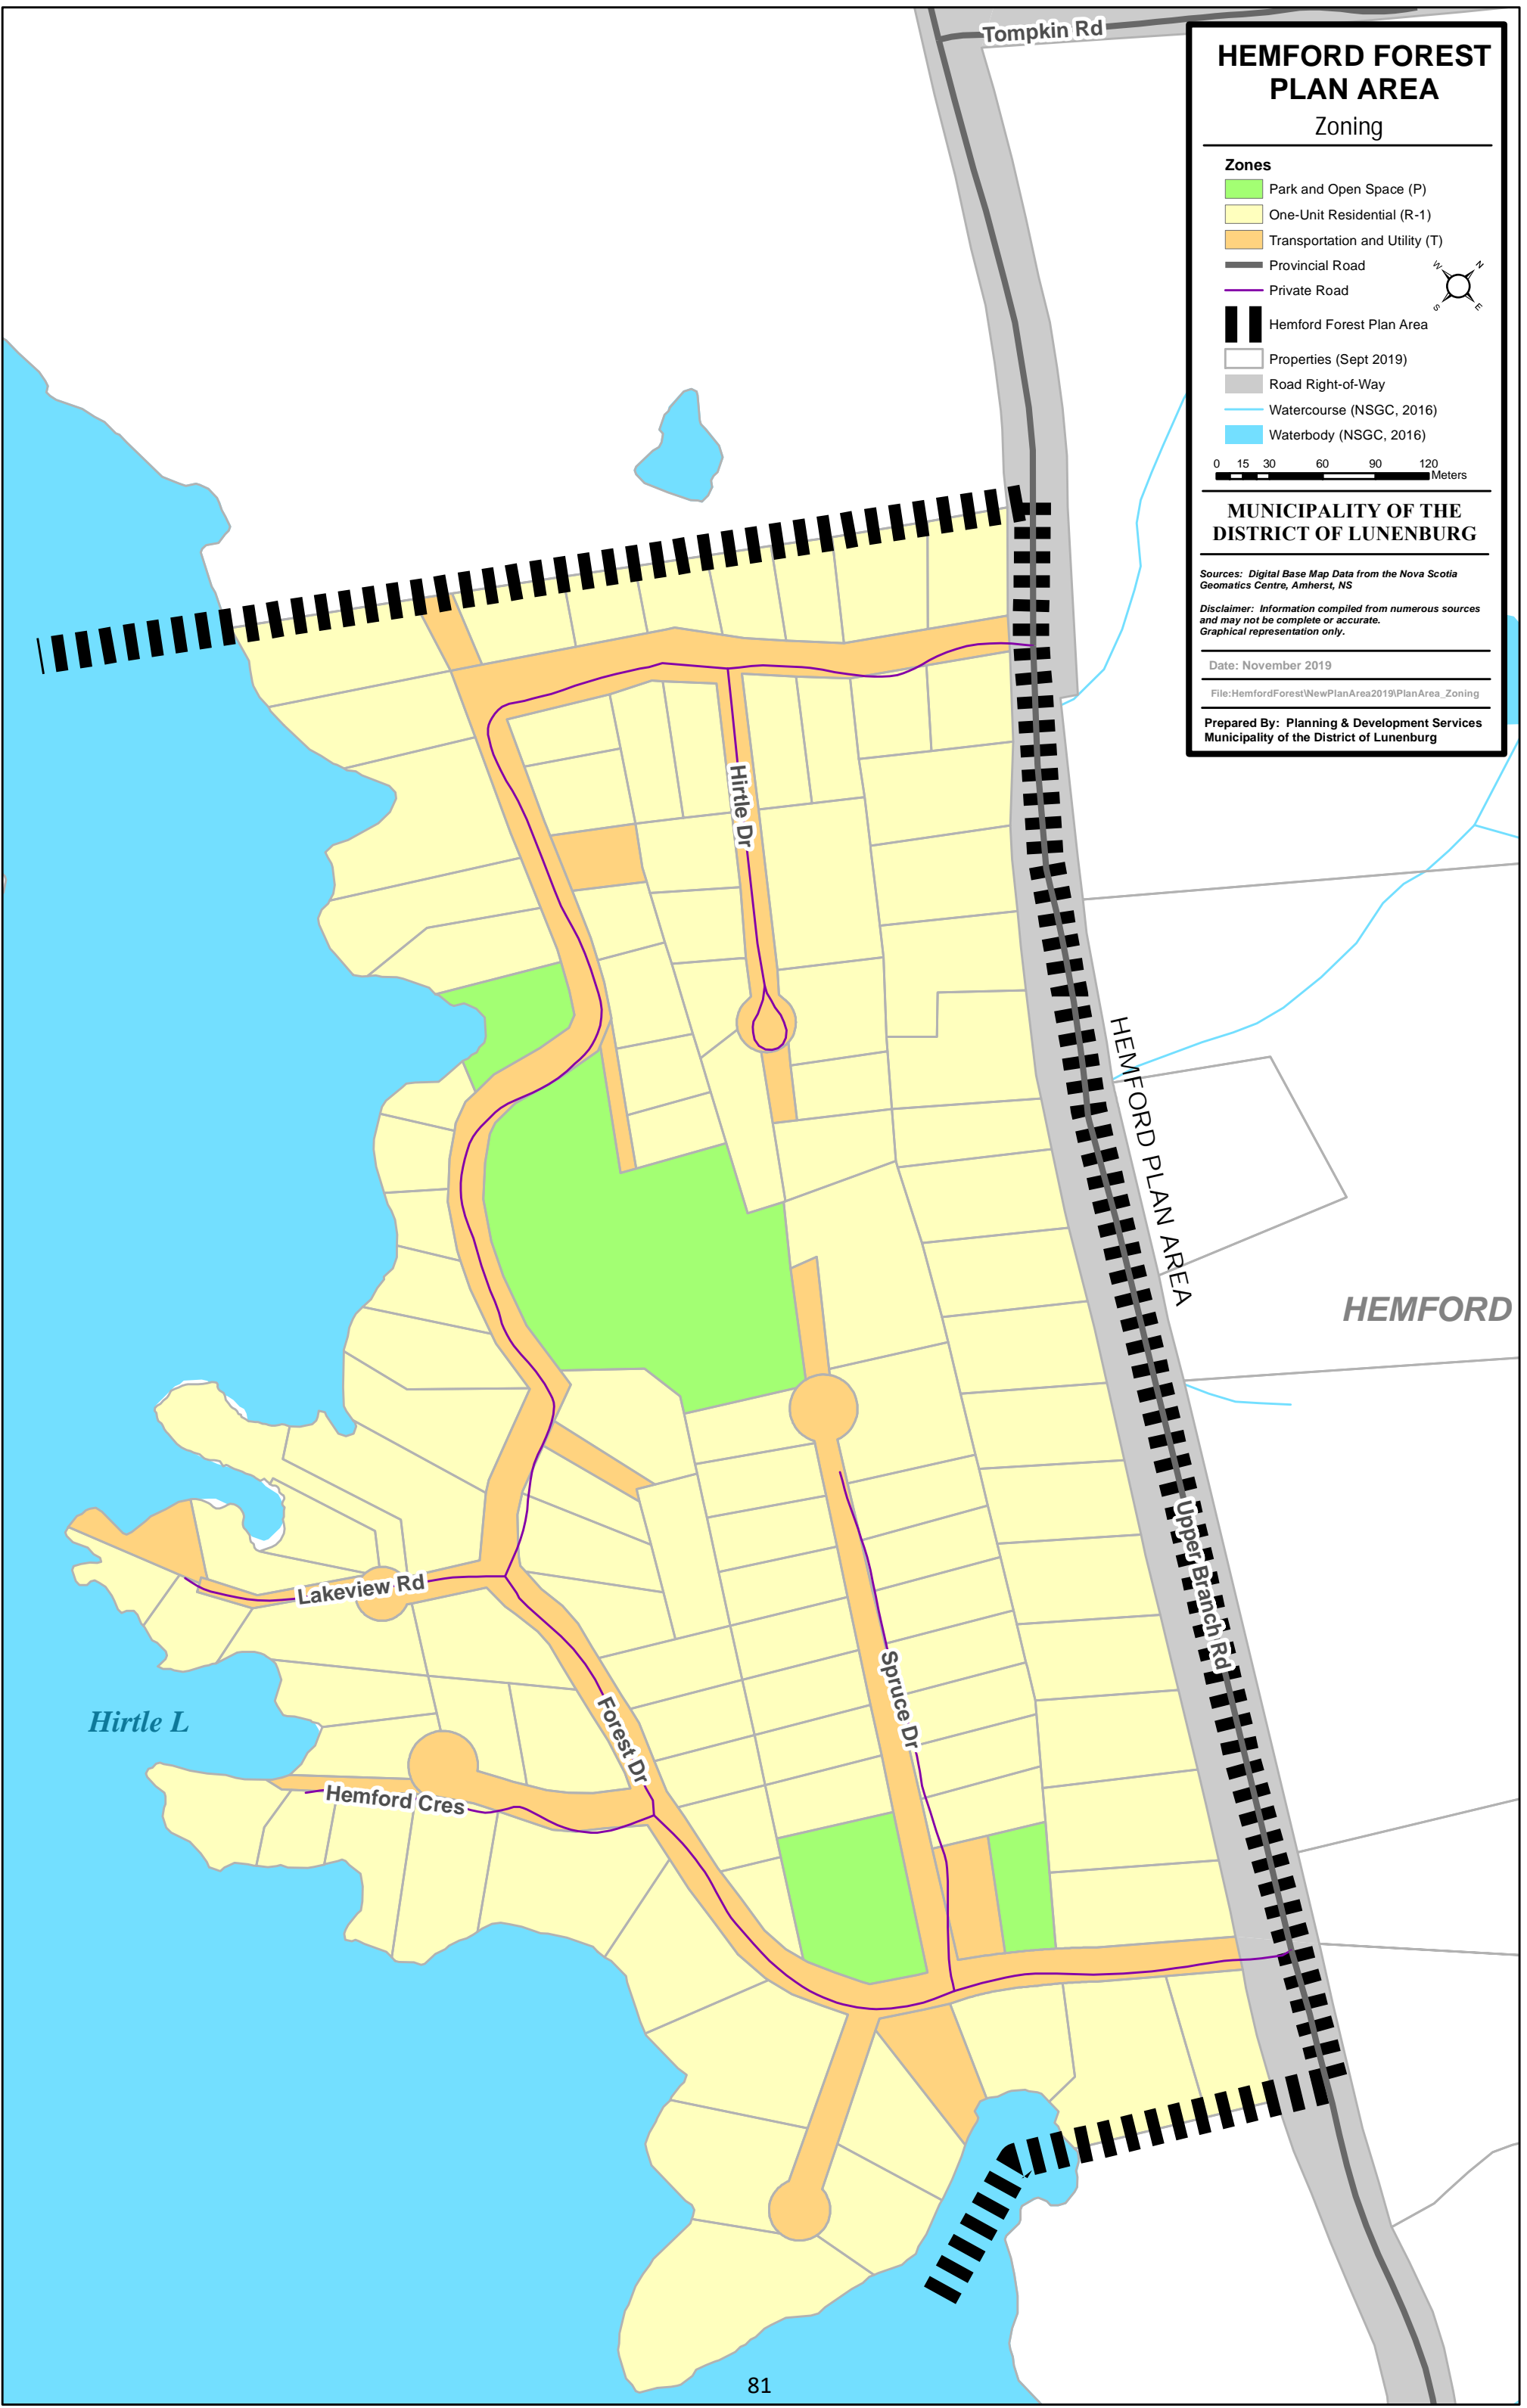 Tompkin Rd
HEMFORD FOREST
PLAN AREA
Zoning
Zones
Park and Open Space (P)
One-Unit Residential (R-1)
Transportation and Utility (T)
Provincial Road
Private Road
W N
S E
Hemford Forest Plan Area
Properties (Sept 2019)
Road Right-of-Way
Watercourse (NSGC, 2016)
Waterbody (NSGC, 2016)
0 15 30 60 90 120
Meters
MUNICIPALITY OF THE
DISTRICT OF LUNENBURG
Sources: Digital Base Map Data from the Nova Scotia
Geomatics Centre, Amherst, NS
Disclaimer: Information compiled from numerous sources
and may not be complete or accurate.
Graphical representation only.
Date: November 2019
File:HemfordForest\NewPlanArea2019\PlanArea_Zoning
Prepared By: Planning & Development Services
Municipality of the District of Lunenburg
Hirtle Dr
HEMFORD PLAN AREA
HEMFORD
Upper Branch Rd
Lakeview Rd
Spruce Dr
Forest Dr
Hirtle L
Hemford Cres
81